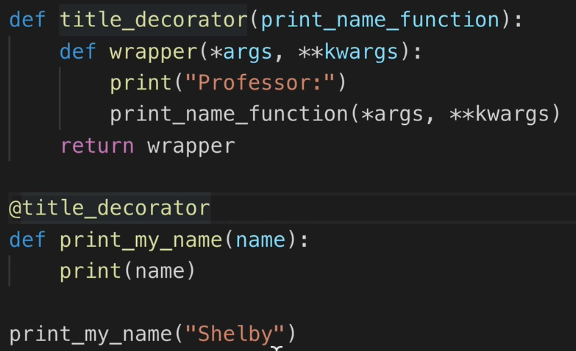 def title_decorator(print_name_function):
    def wrapper(*args, **kwargs):
        print("Professor:")
        print_name_function(*args, **kwargs)
    return wrapper

@title_decorator
def print_my_name(name):
    print(name)

print_my_name("Shelby")